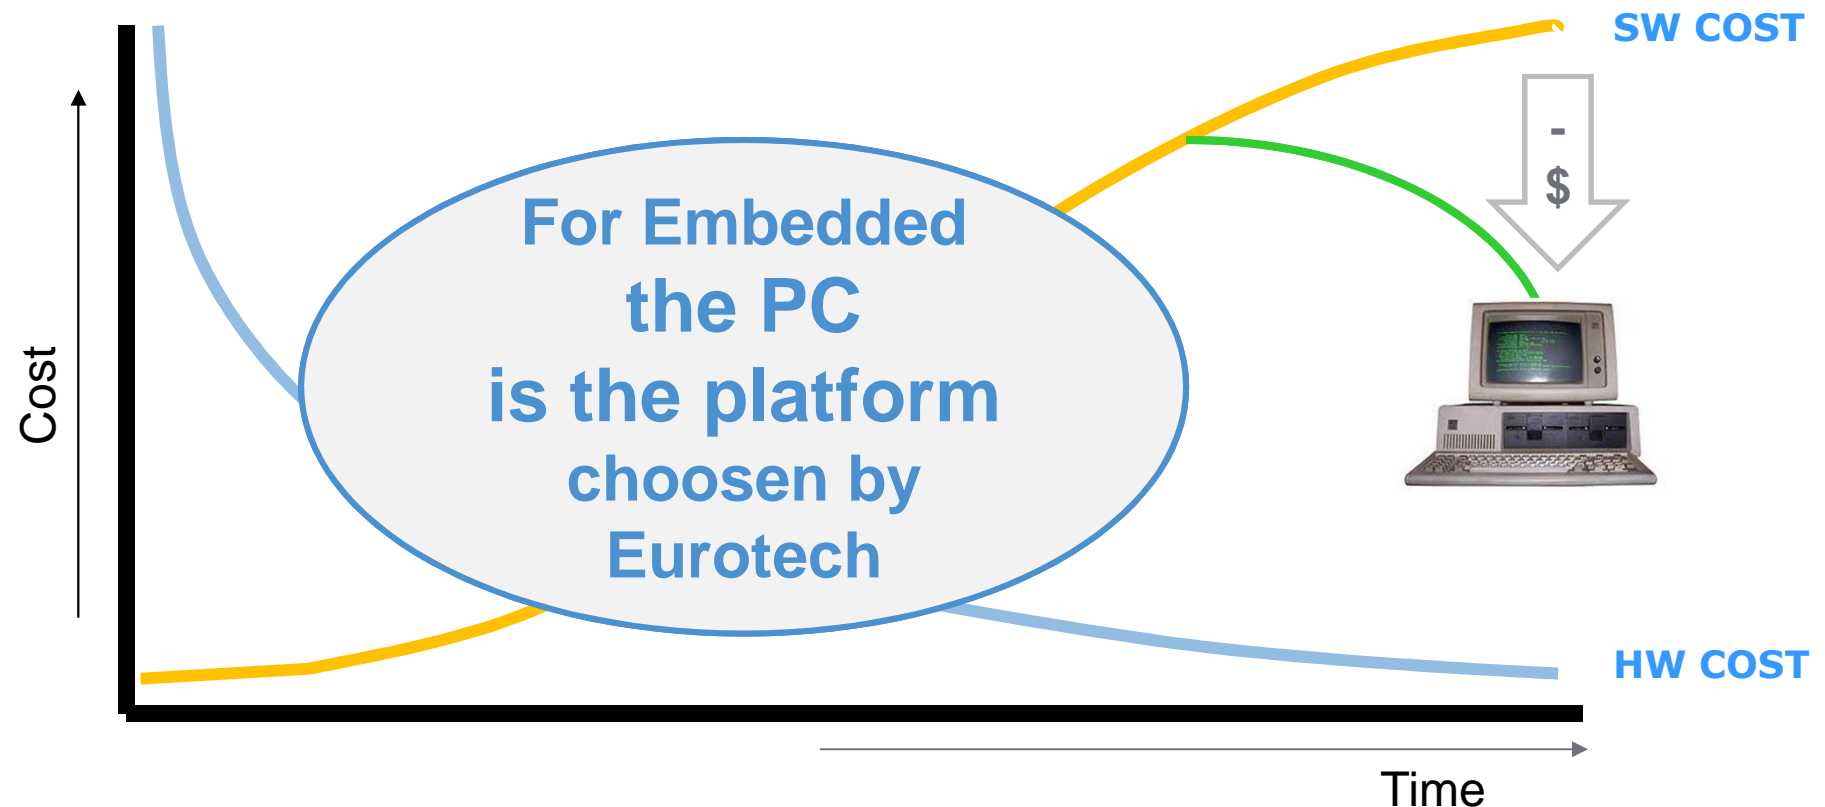 SW COST
-
$
For Embedded
the PC
is the platform
choosen by
Eurotech
Cost
HW COST
Time